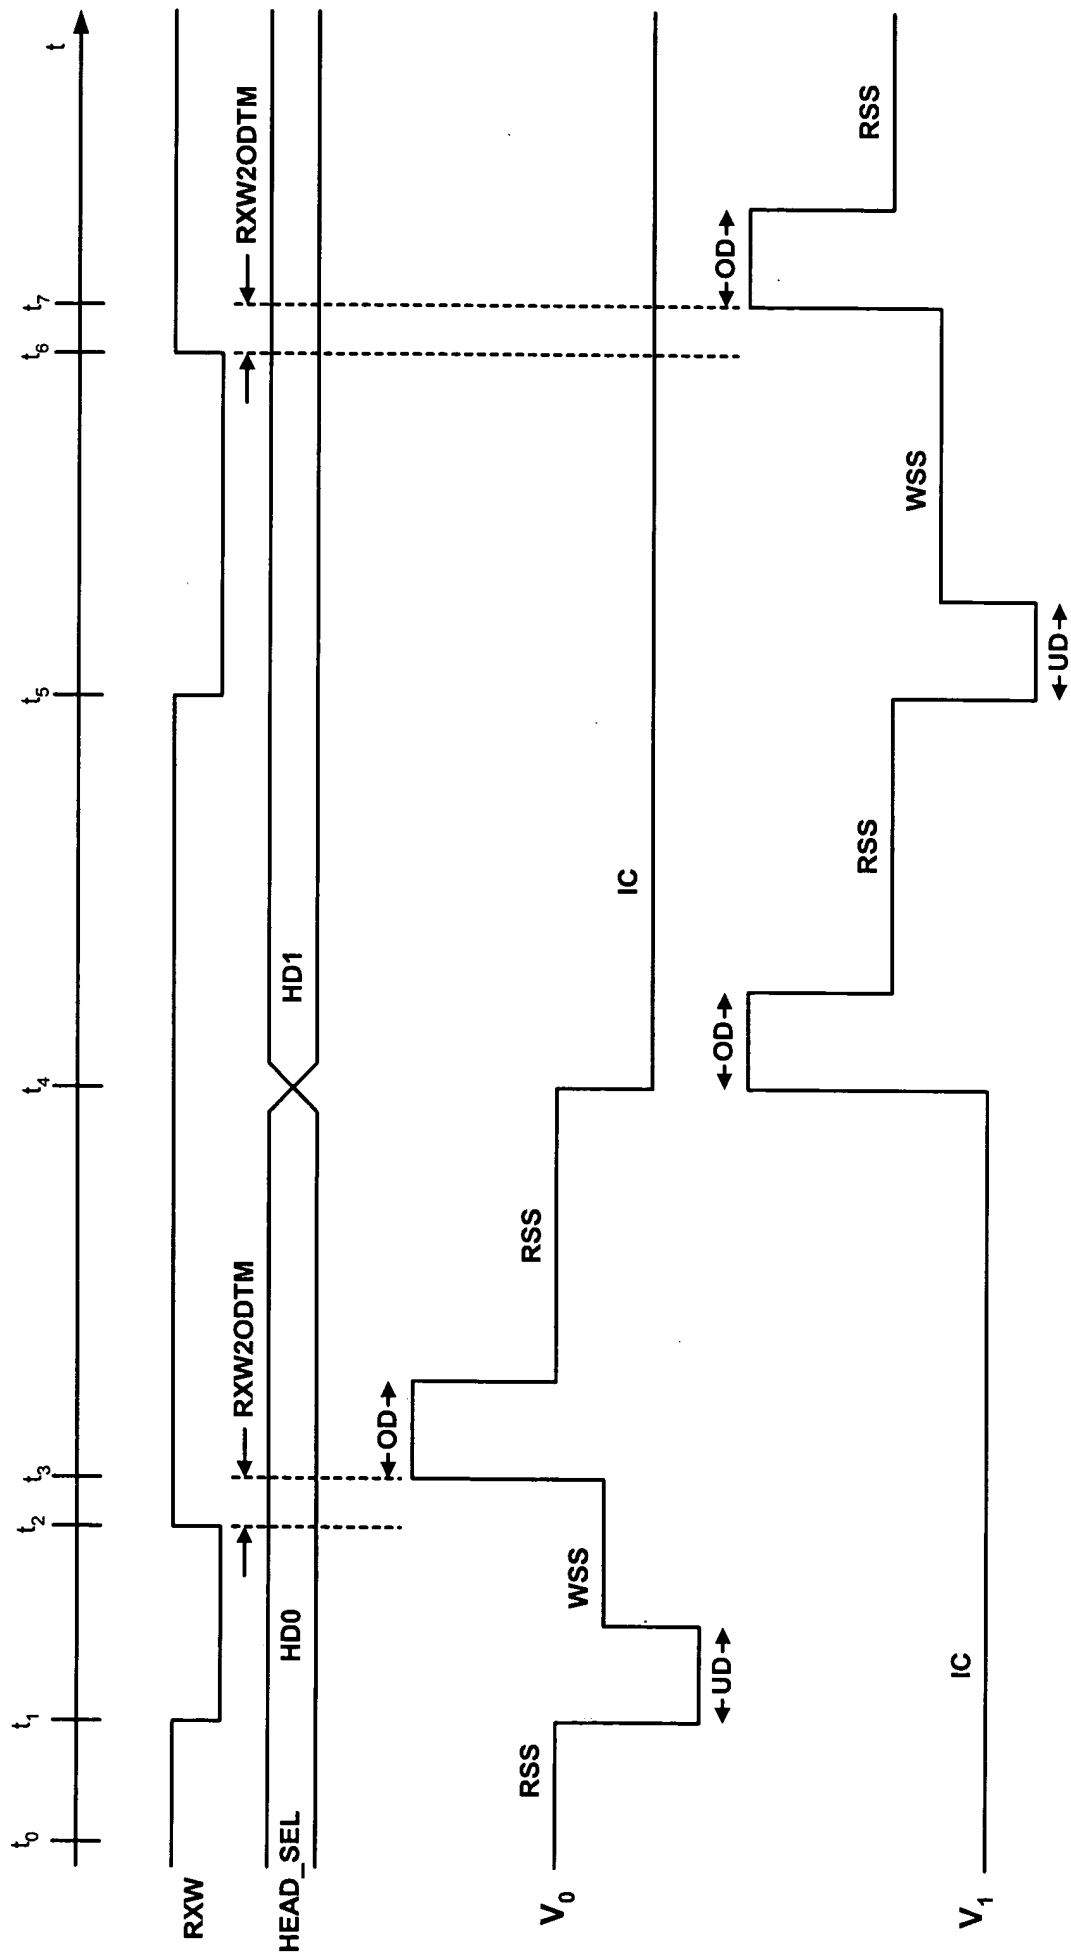 t₀ t₁ t₂ t₃ t₄ t₅ t₆ t₇ t
RXW
RXW2ODTM RXW2ODTM
HEAD_SEL HD0 HD1
OD
V₀ RSS WSS RSS IC
UD
OD OD
V₁ IC RSS WSS RSS
UD